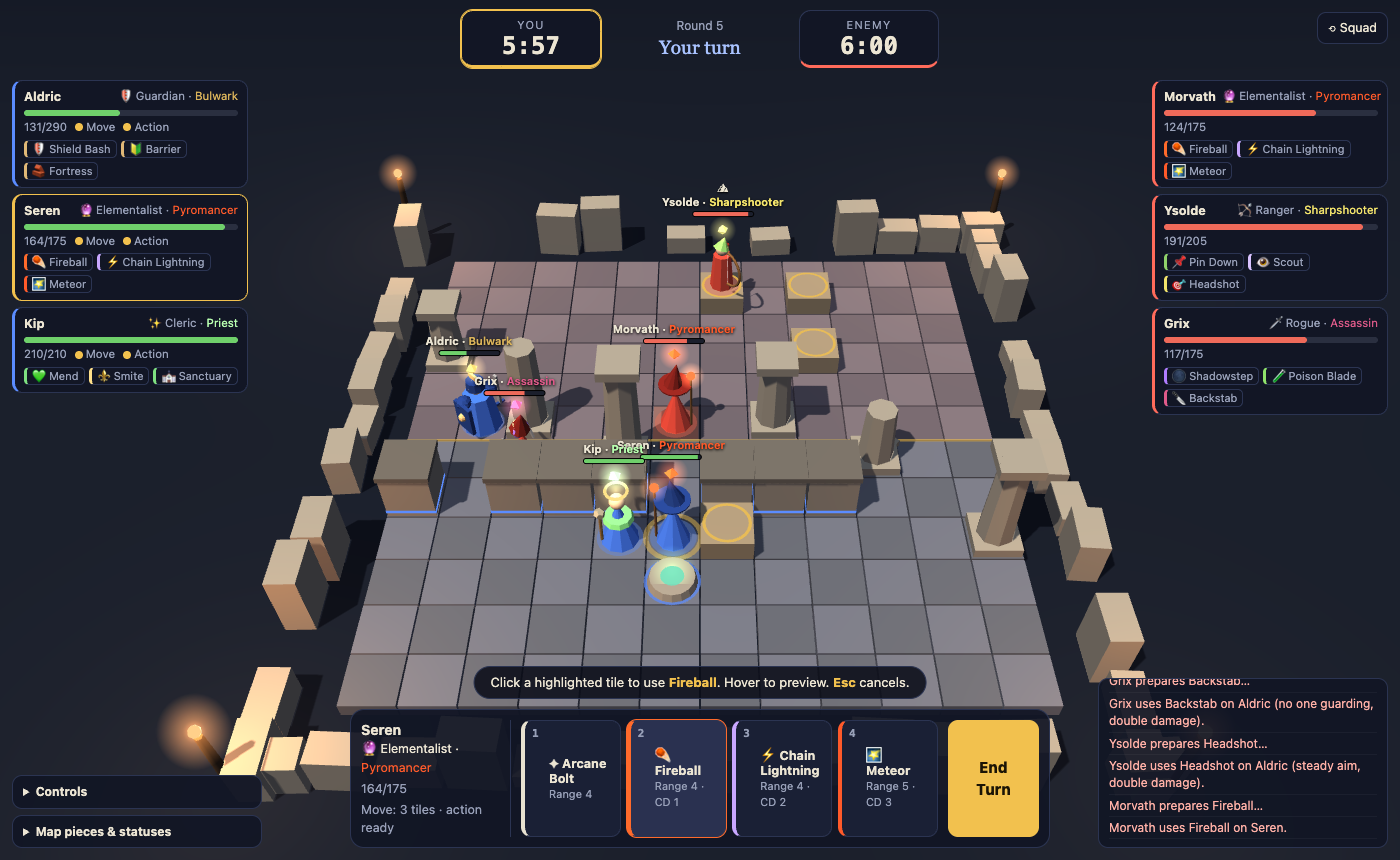 YOU
5:57
Round 5
Your turn
ENEMY
6:00
Squad
Aldric
Guardian · Bulwark
131/290 Move Action
Shield Bash
Barrier
Fortress
Seren
Elementalist · Pyromancer
164/175 Move Action
Fireball
Chain Lightning
Meteor
Kip
Cleric · Priest
210/210 Move Action
Mend
Smite
Sanctuary
Morvath
Elementalist · Pyromancer
124/175
Fireball
Chain Lightning
Meteor
Ysolde
Ranger · Sharpshooter
191/205
Pin Down
Scout
Headshot
Grix
Rogue · Assassin
117/175
Shadowstep
Poison Blade
Backstab
Ysolde · Sharpshooter
Morvath · Pyromancer
Aldric · Bulwark
Grix · Assassin
Kip · Priest
Seren · Pyromancer
Click a highlighted tile to use Fireball. Hover to preview. Esc cancels.
Seren
Elementalist ·
Pyromancer
164/175
Move: 3 tiles · action
ready
1
Arcane
Bolt
Range 4
2
Fireball
Range 4 ·
CD 1
3
Chain
Lightning
Range 4 ·
CD 2
4
Meteor
Range 5 ·
CD 3
End
Turn
Controls
Map pieces & statuses
Grix prepares Backstab...
Grix uses Backstab on Aldric (no one guarding,
double damage).
Ysolde prepares Headshot...
Ysolde uses Headshot on Aldric (steady aim,
double damage).
Morvath prepares Fireball...
Morvath uses Fireball on Seren.